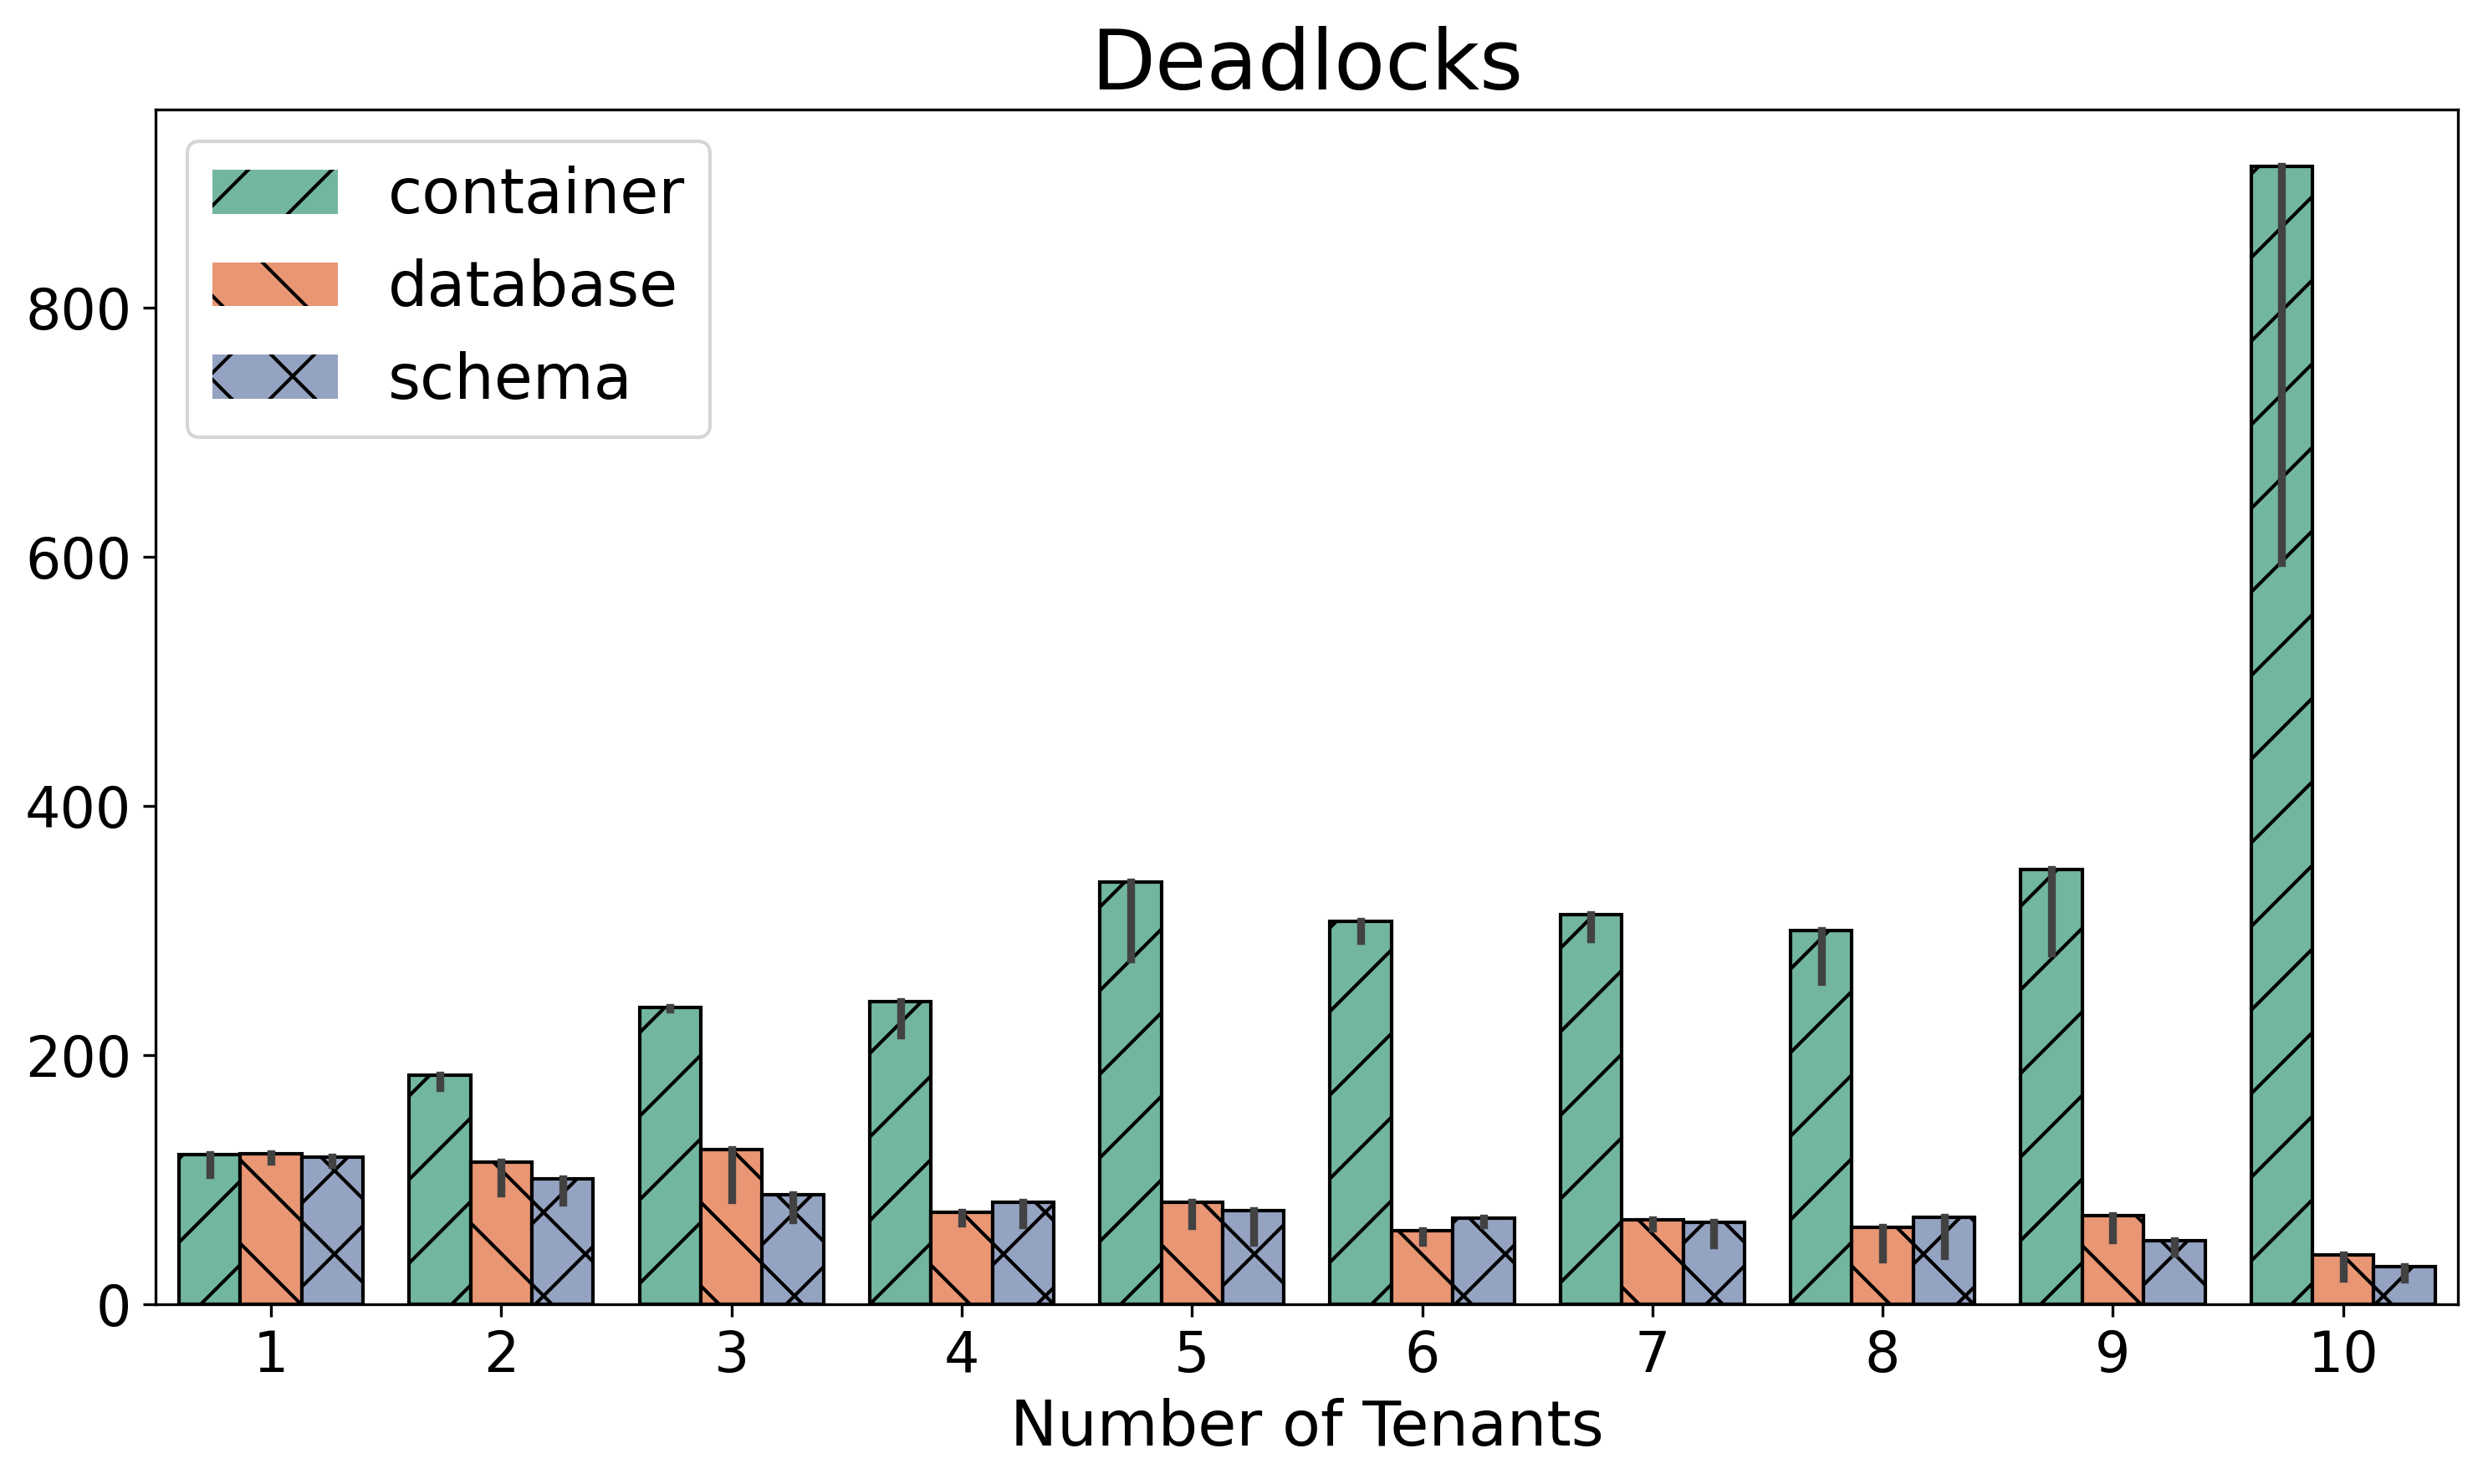 Deadlocks
container
database
schema
800
600
400
200
0
1 2 3 4 5 6 7 8 9 10
Number of Tenants